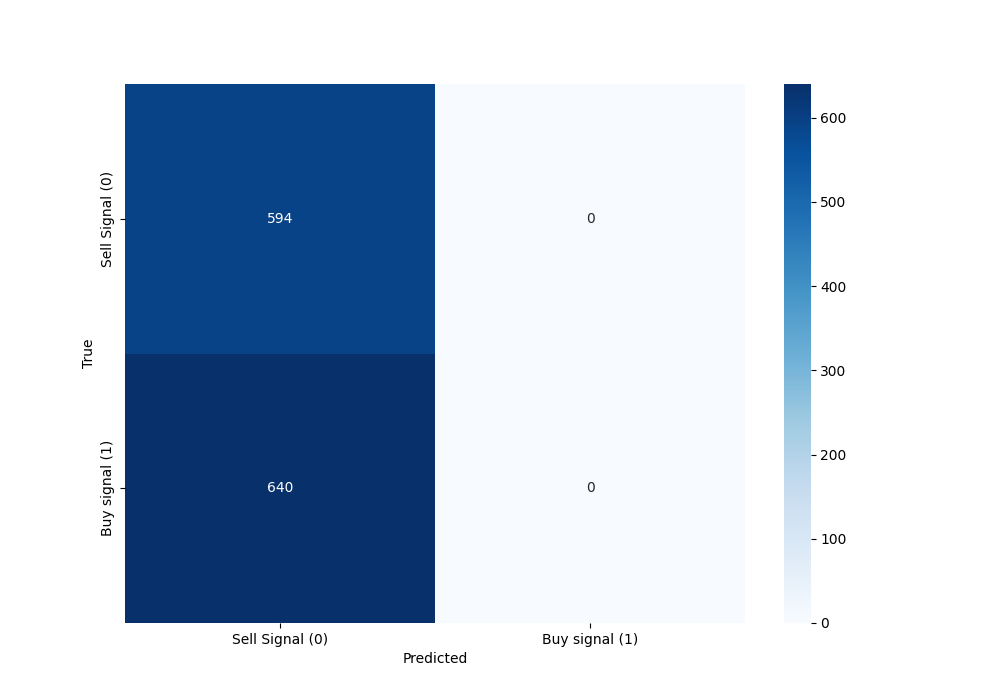 600
Sell Signal (0)
594
0
500
400
True
300
200
Buy signal (1)
640
0
100
0
Sell Signal (0)
Buy signal (1)
Predicted